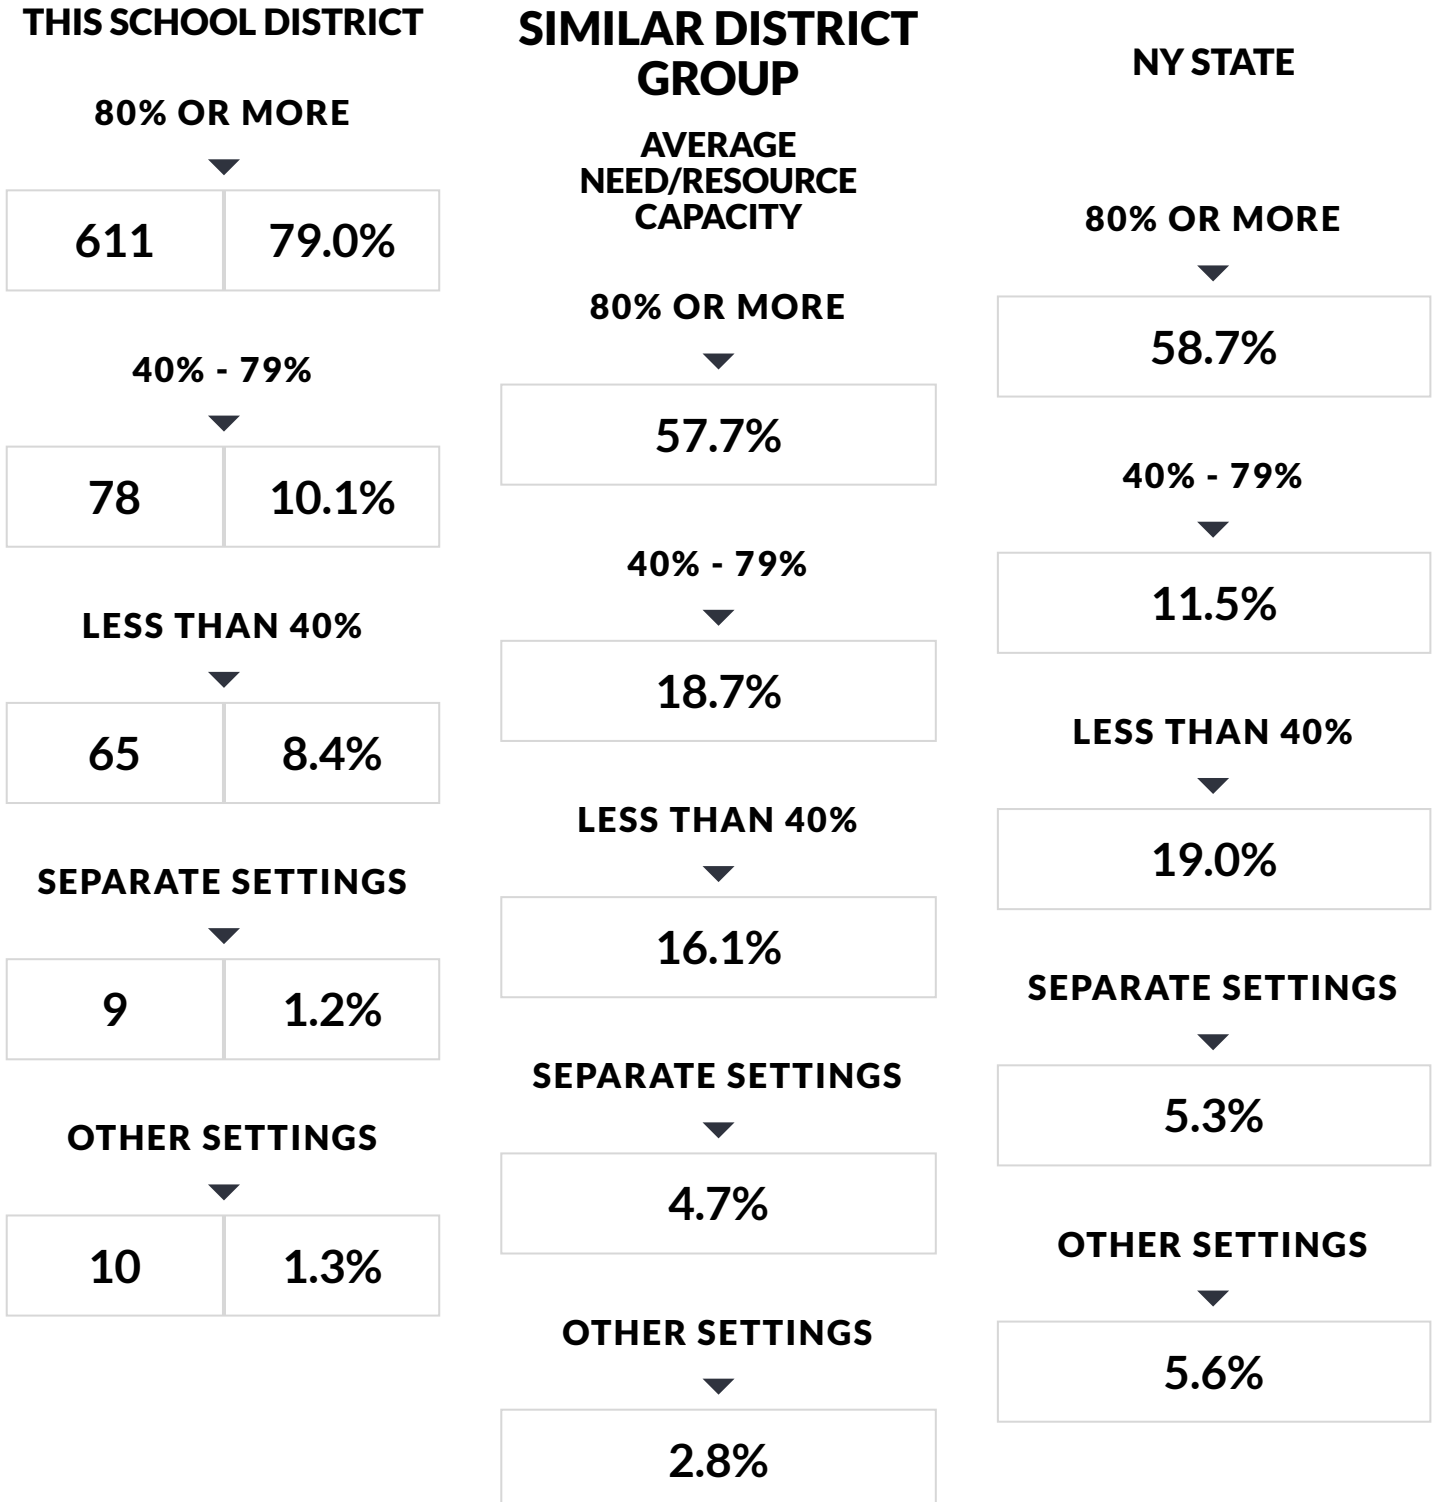 THIS SCHOOL DISTRICT
80% OR MORE
611 79.0%
40% - 79%
78 10.1%
LESS THAN 40%
65 8.4%
SEPARATE SETTINGS
9 1.2%
OTHER SETTINGS
10 1.3%
SIMILAR DISTRICT
GROUP
AVERAGE
NEED/RESOURCE
CAPACITY
80% OR MORE
57.7%
40% - 79%
18.7%
LESS THAN 40%
16.1%
SEPARATE SETTINGS
4.7%
OTHER SETTINGS
2.8%
NY STATE
80% OR MORE
58.7%
40% - 79%
11.5%
LESS THAN 40%
19.0%
SEPARATE SETTINGS
5.3%
OTHER SETTINGS
5.6%